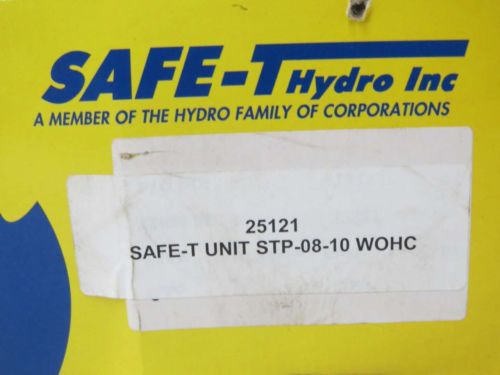 SAFE-T Hydro Inc
A MEMBER OF THE HYDRO FAMILY OF CORPORATIONS
25121
SAFE-T UNIT STP-08-10 WOHC